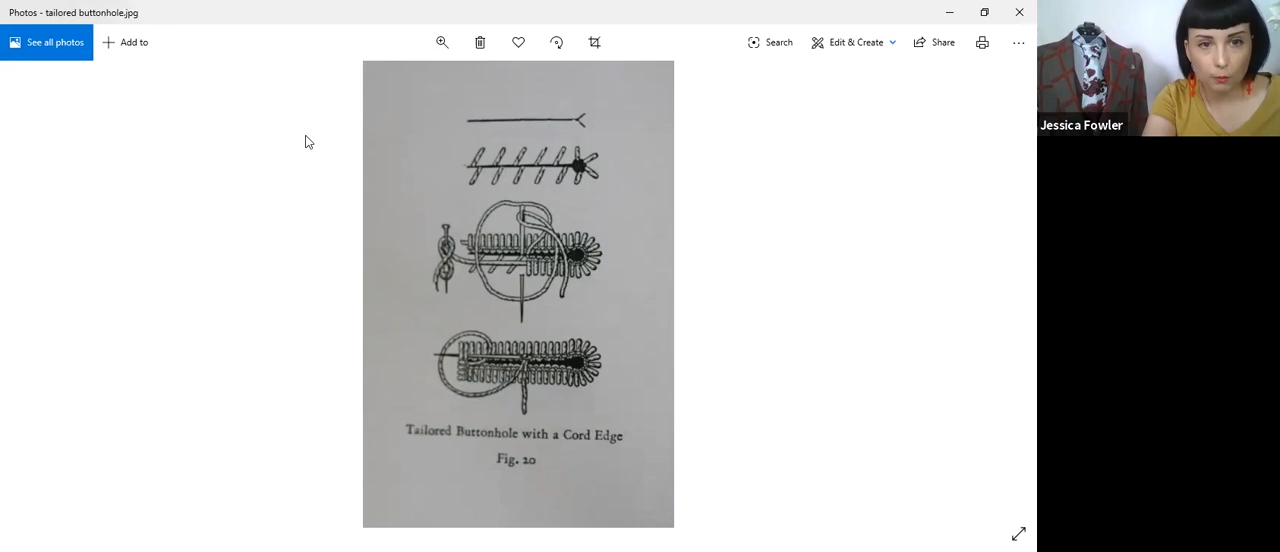 Photos - tailored buttonhole.jpg
See all photos
Add to
Search
Edit & Create
Share
Jessica Fowler
Tailored Buttonhole with a Cord Edge
Fig. 20